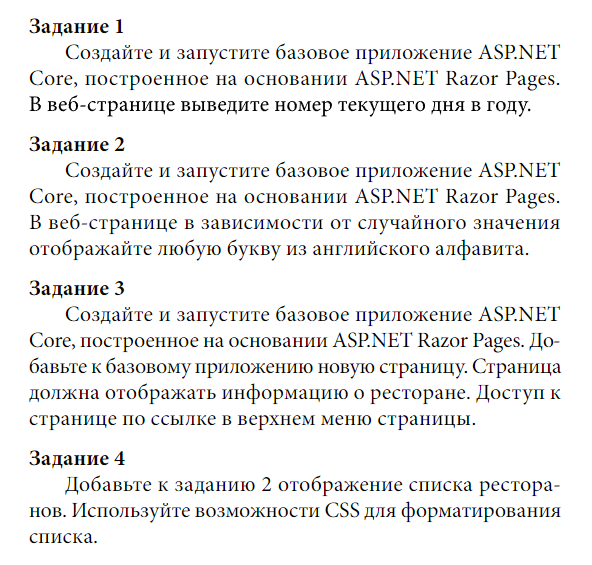 Задание 1
Создайте и запустите базовое приложение ASP.NET
Core, построенное на основании ASP.NET Razor Pages.
В веб-странице выведите номер текущего дня в году.
Задание 2
Создайте и запустите базовое приложение ASP.NET
Core, построенное на основании ASP.NET Razor Pages.
В веб-странице в зависимости от случайного значения
отображайте любую букву из английского алфавита.
Задание 3
Создайте и запустите базовое приложение ASP.NET
Core, построенное на основании ASP.NET Razor Pages. До-
бавьте к базовому приложению новую страницу. Страница
должна отображать информацию о ресторане. Доступ к
странице по ссылке в верхнем меню страницы.
Задание 4
Добавьте к заданию 2 отображение списка рестора-
нов. Используйте возможности CSS для форматирования
списка.